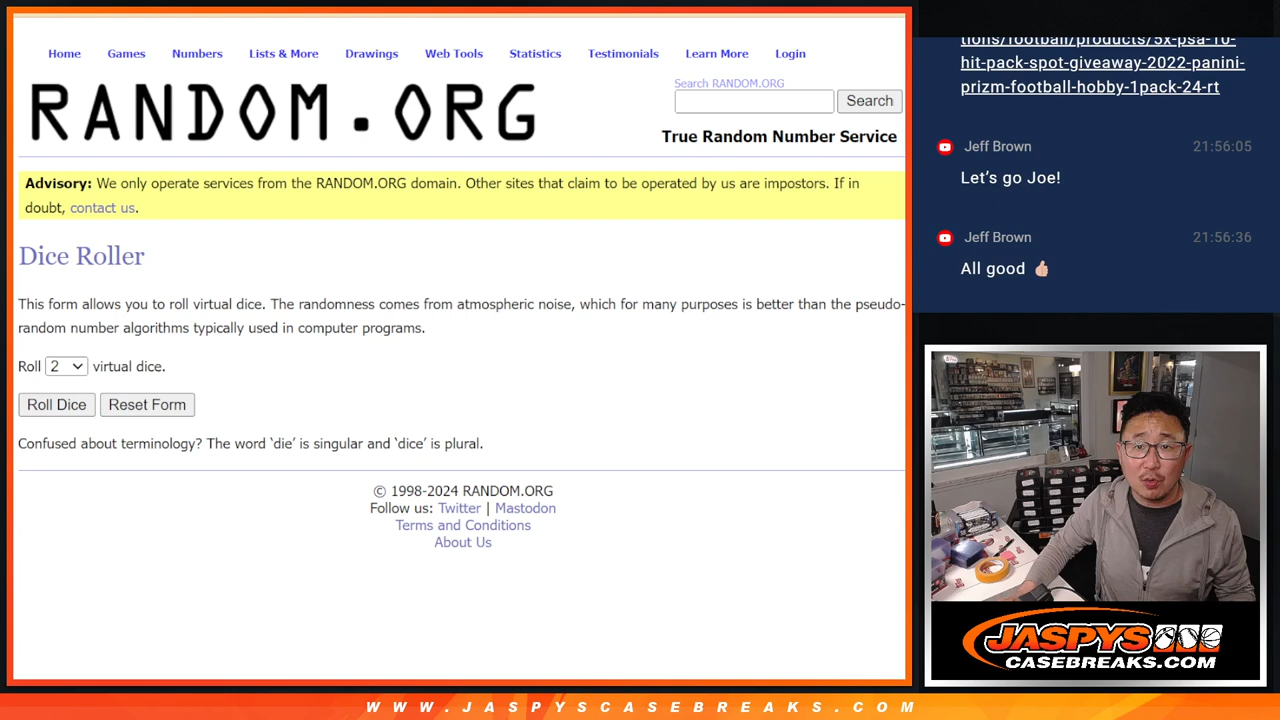 Home Games Numbers Lists & More Drawings Web Tools Statistics Testimonials Learn More Login
RANDOM.ORG
Search RANDOM.ORG
Search
True Random Number Service
Advisory: We only operate services from the RANDOM.ORG domain. Other sites that claim to be operated by us are impostors. If in
doubt, contact us.
Dice Roller
This form allows you to roll virtual dice. The randomness comes from atmospheric noise, which for many purposes is better than the pseudo-
random number algorithms typically used in computer programs.
Roll 2 virtual dice.
Roll Dice Reset Form
Confused about terminology? The word ‘die’ is singular and ‘dice’ is plural.
© 1998-2024 RANDOM.ORG
Follow us: Twitter | Mastodon
Terms and Conditions
About Us
tions/football/products/5x-psa-10-
hit-pack-spot-giveaway-2022-panini-
prizm-football-hobby-1pack-24-rt
Jeff Brown 21:56:05
Let’s go Joe!
Jeff Brown 21:56:36
All good 👍🏼
JASPYS
CASEBREAKS.COM
WWW.JASPYSCASEBREAKS.COM